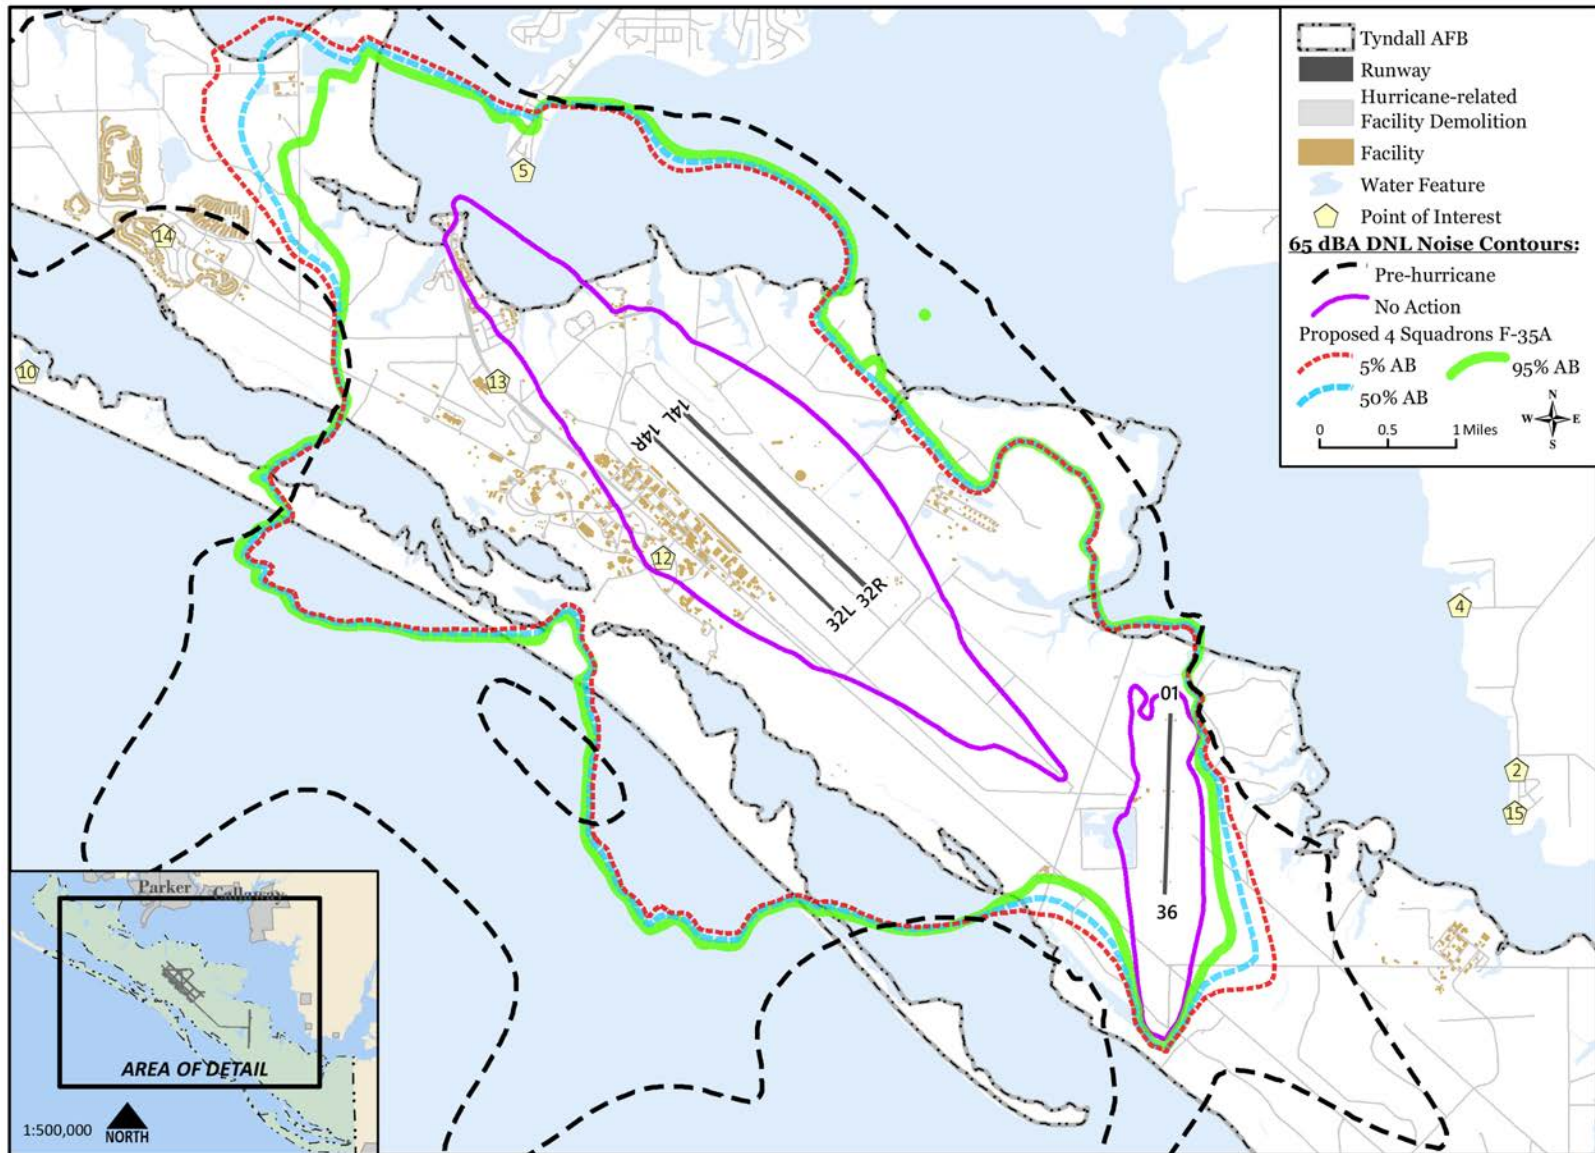 Tyndall AFB
Runway
Hurricane-related
Facility Demolition
Facility
Water Feature
Point of Interest
65 dBA DNL Noise Contours:
Pre-hurricane
No Action
Proposed 4 Squadrons F-35A
5% AB
95% AB
50% AB
N
W E
S
0 0.5 1 Miles
5
14
10
13
14L
14R
12
32L 32R
4
01
2
15
36
Parker
Callaway
AREA OF DETAIL
1:500,000
NORTH